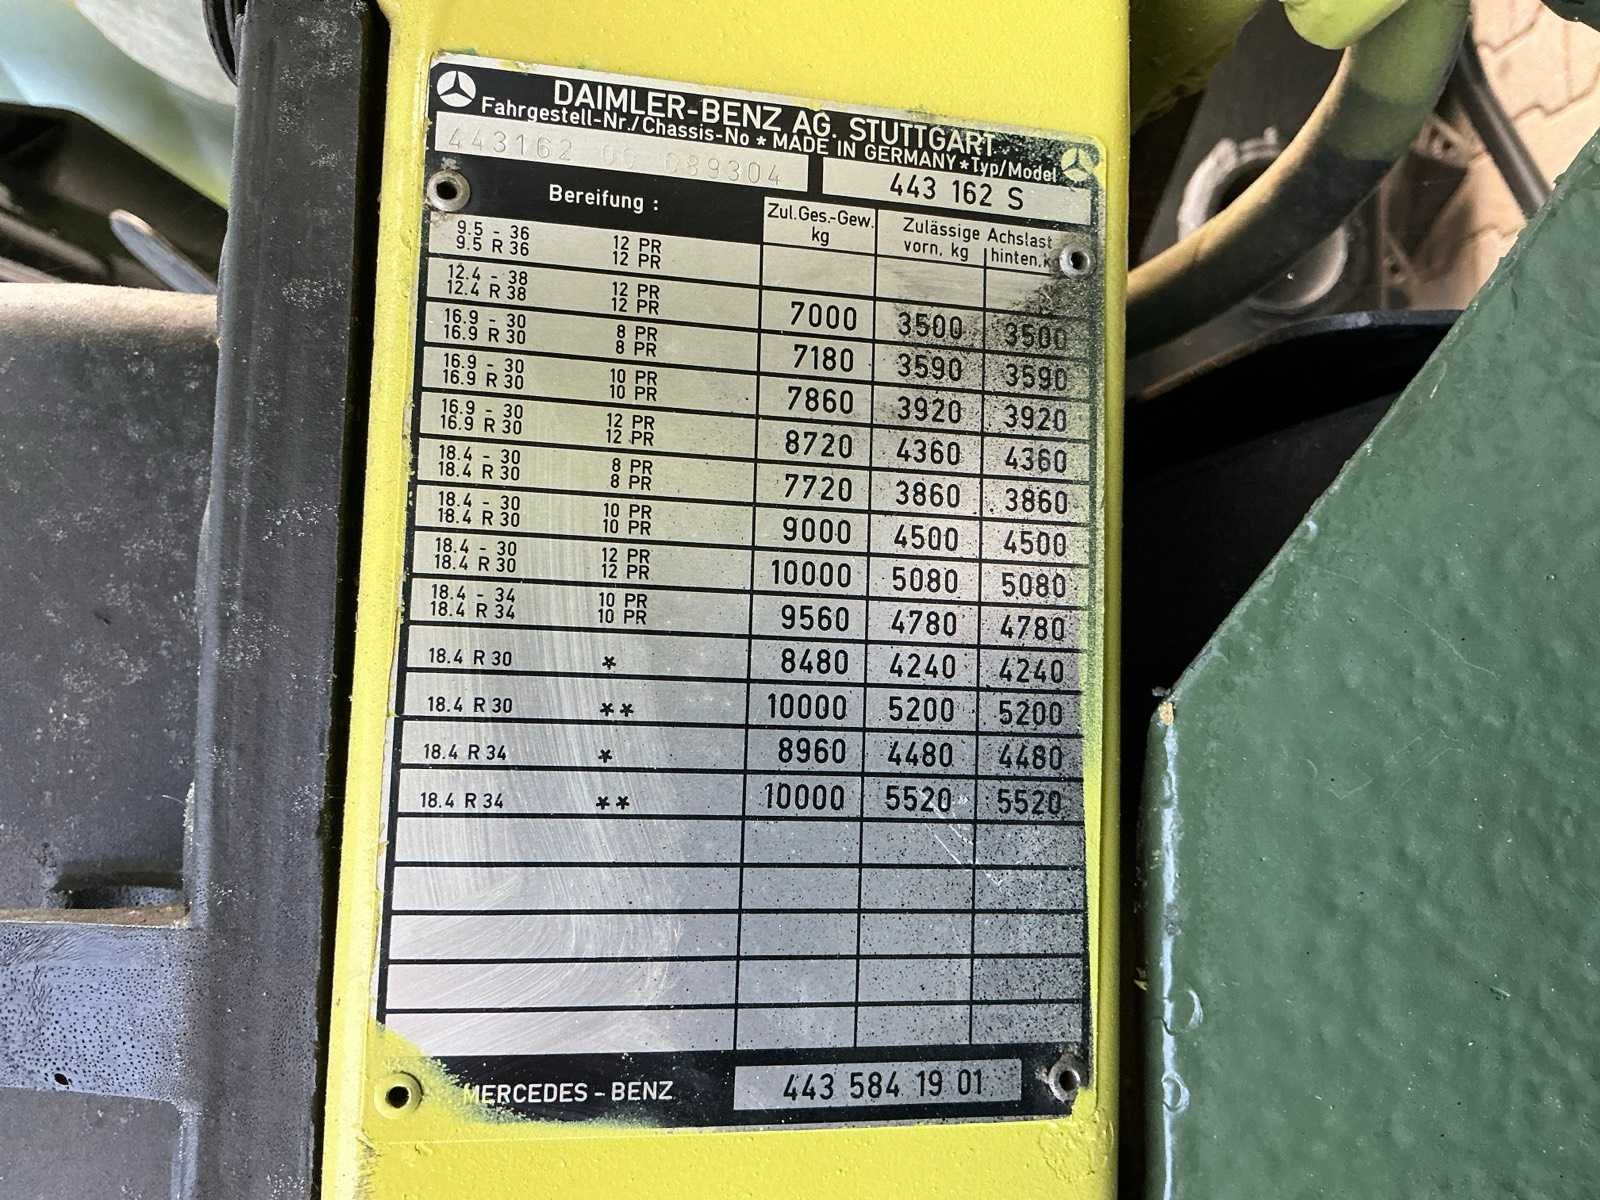 DAIMLER-BENZ AG. STUTTGART
Fahrgestell-Nr./Chassis-No * MADE IN GERMANY * Typ/Model
443162 00 089304 443 162 S
Bereifung : Zul.Ges.-Gew. kg Zulässige Achslast vorn, kg hinten,k
9.5 - 36 12 PR
9.5 R 36 12 PR
12.4 - 38 12 PR
12.4 R 38 12 PR 7000 3500 3500
16.9 - 30 8 PR
16.9 R 30 8 PR 7180 3590 3590
16.9 - 30 10 PR
16.9 R 30 10 PR 7860 3920 3920
16.9 - 30 12 PR
16.9 R 30 12 PR 8720 4360 4360
18.4 - 30 8 PR
18.4 R 30 8 PR 7720 3860 3860
18.4 - 30 10 PR
18.4 R 30 10 PR 9000 4500 4500
18.4 - 30 12 PR
18.4 R 30 12 PR 10000 5080 5080
18.4 - 34 10 PR
18.4 R 34 10 PR 9560 4780 4780
18.4 R 30 * 8480 4240 4240
18.4 R 30 ** 10000 5200 5200
18.4 R 34 * 8960 4480 4480
18.4 R 34 ** 10000 5520 5520
MERCEDES - BENZ 443 584 19 01